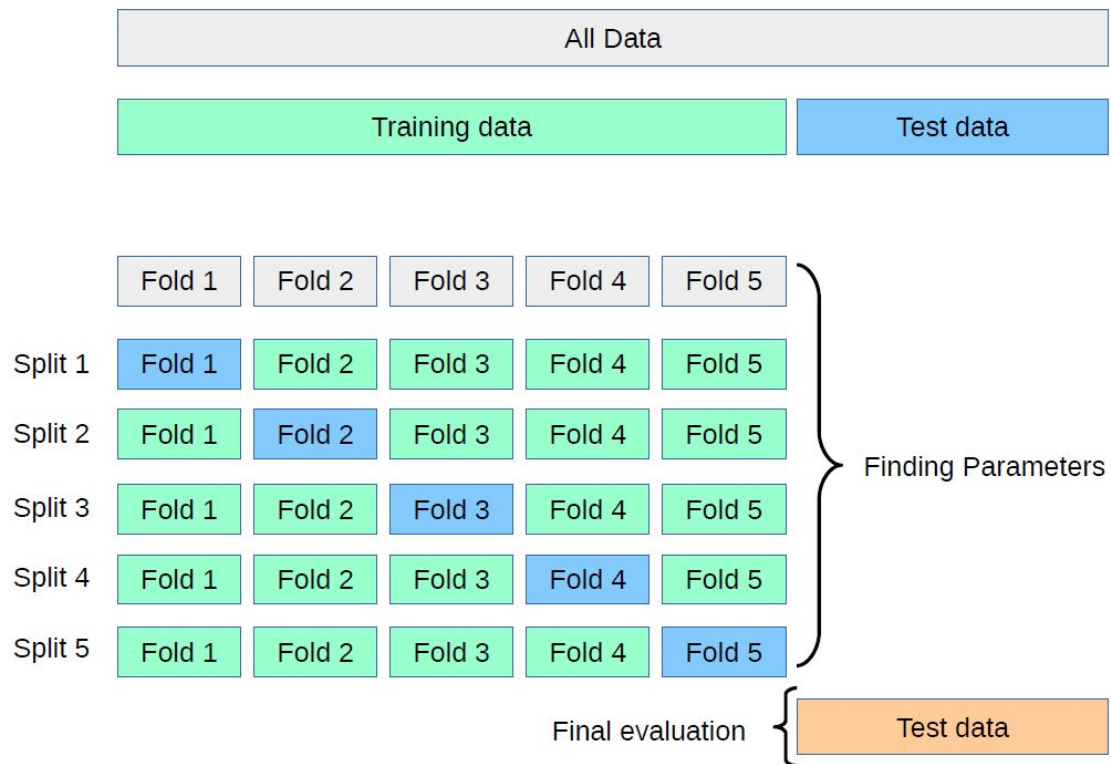 All Data
Training data Test data
Fold 1 Fold 2 Fold 3 Fold 4 Fold 5
Split 1 Fold 1 Fold 2 Fold 3 Fold 4 Fold 5
Split 2 Fold 1 Fold 2 Fold 3 Fold 4 Fold 5
Finding Parameters
Split 3 Fold 1 Fold 2 Fold 3 Fold 4 Fold 5
Split 4 Fold 1 Fold 2 Fold 3 Fold 4 Fold 5
Split 5 Fold 1 Fold 2 Fold 3 Fold 4 Fold 5
Final evaluation Test data